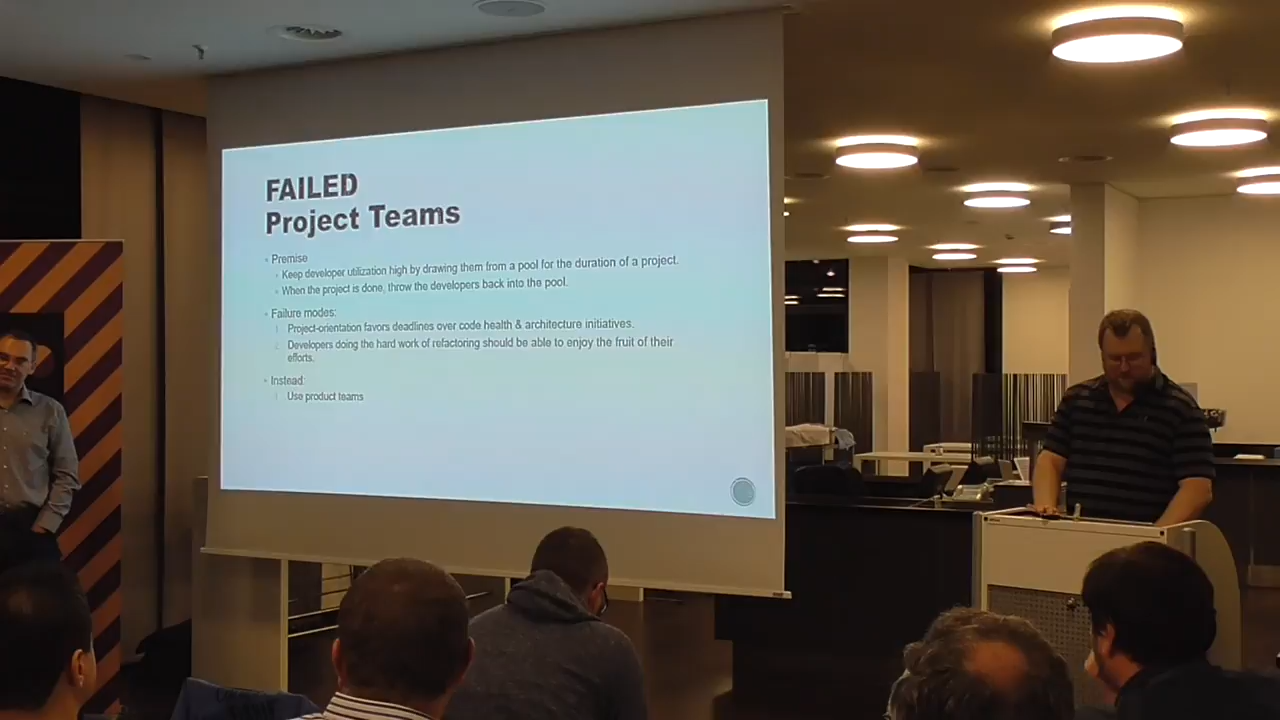 FAILED
Project Teams
Premise
Keep developer utilization high by drawing them from a pool for the duration of a project.
When the project is done, throw the developers back into the pool.
Failure modes:
1. Project-orientation favors deadlines over code health & architecture initiatives.
2. Developers doing the hard work of refactoring should be able to enjoy the fruit of their
efforts.
Instead:
1. Use product teams